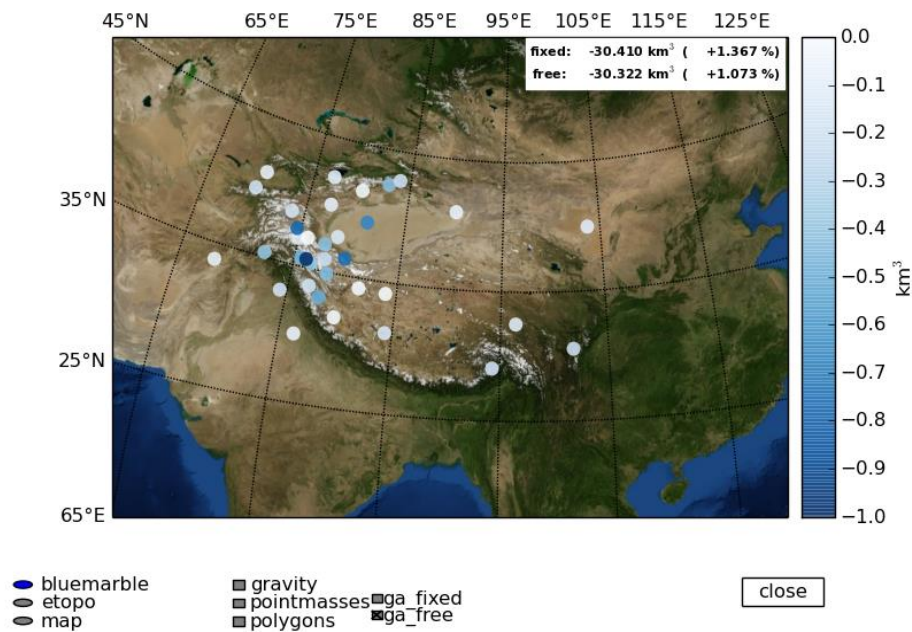 45°N 65°E 75°E 85°E 95°E 105°E 115°E 125°E
fixed: -30.410 km³ ( +1.367 %)
free: -30.322 km³ ( +1.073 %)
35°N
25°N
65°E
0.0
−0.1
−0.2
−0.3
−0.4
−0.5
−0.6
−0.7
−0.8
−0.9
−1.0
km³
bluemarble
etopo
map
gravity
pointmasses
polygons
ga_fixed
ga_free
close